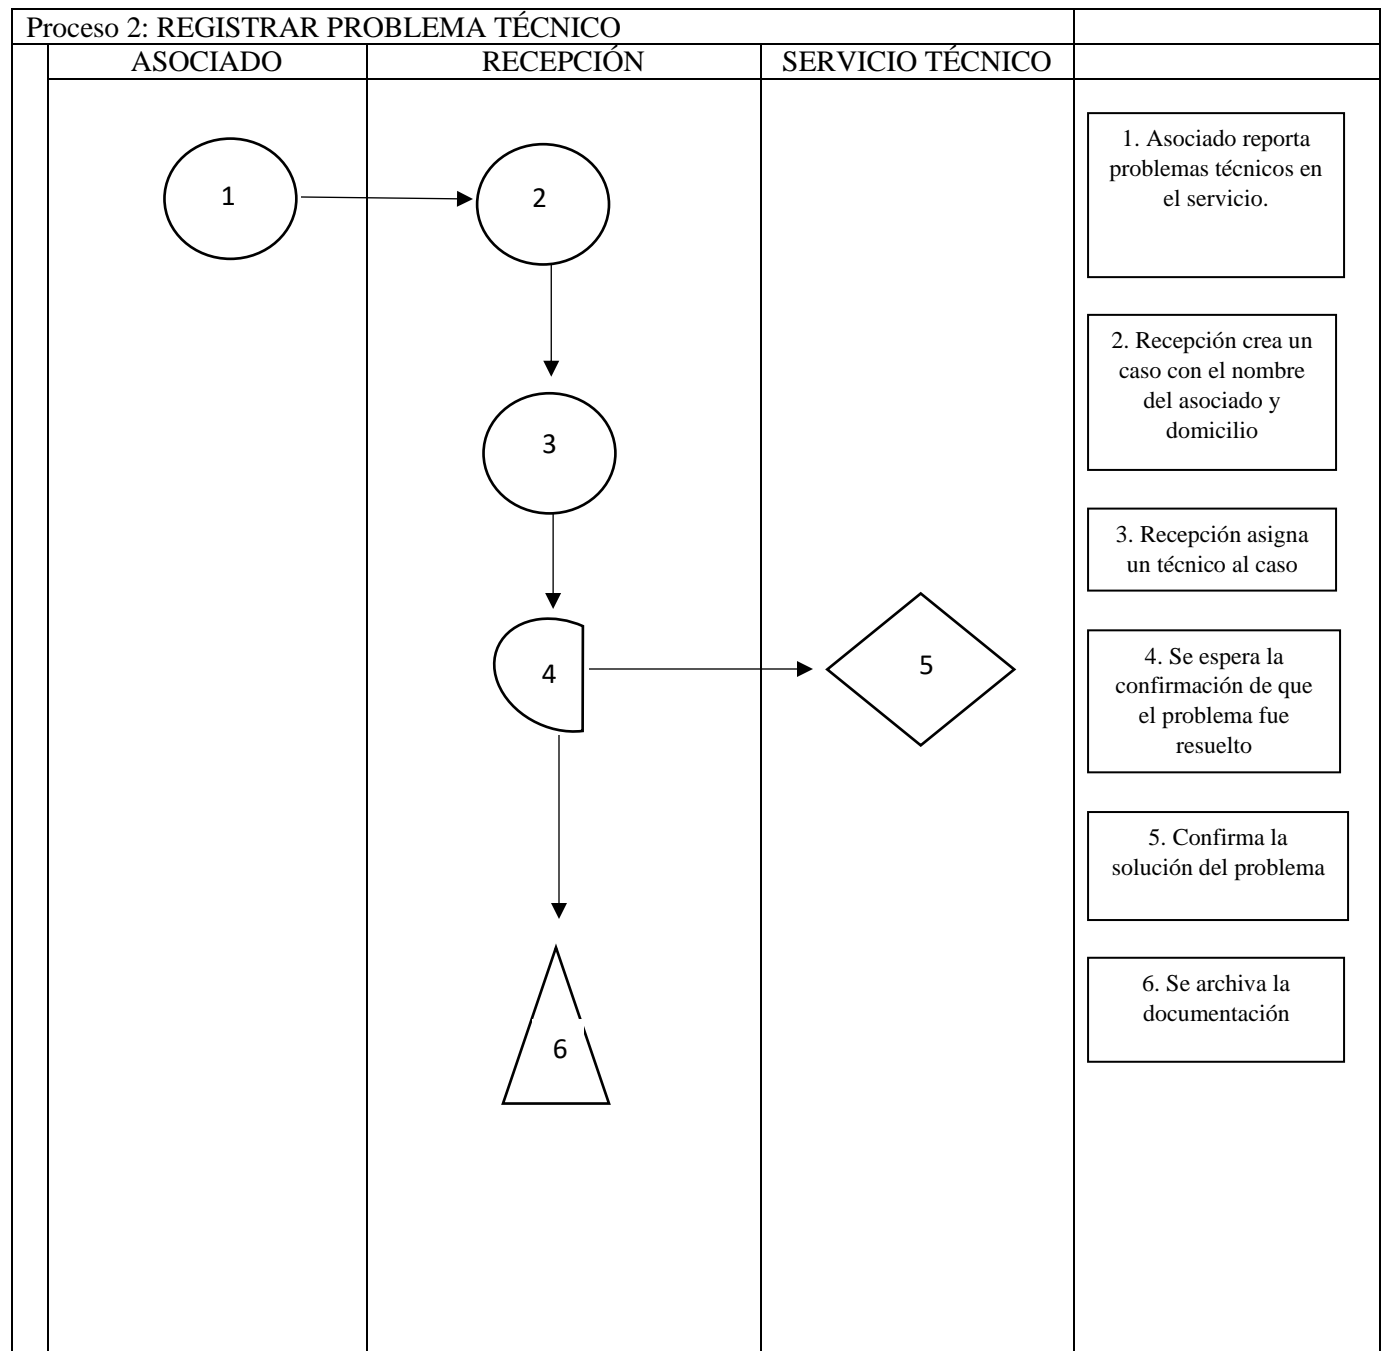 Proceso 2: REGISTRAR PROBLEMA TÉCNICO
ASOCIADO
RECEPCIÓN
SERVICIO TÉCNICO
1
2
3
4
5
6
1. Asociado reporta
problemas técnicos en
el servicio.
2. Recepción crea un
caso con el nombre
del asociado y
domicilio
3. Recepción asigna
un técnico al caso
4. Se espera la
confirmación de que
el problema fue
resuelto
5. Confirma la
solución del problema
6. Se archiva la
documentación